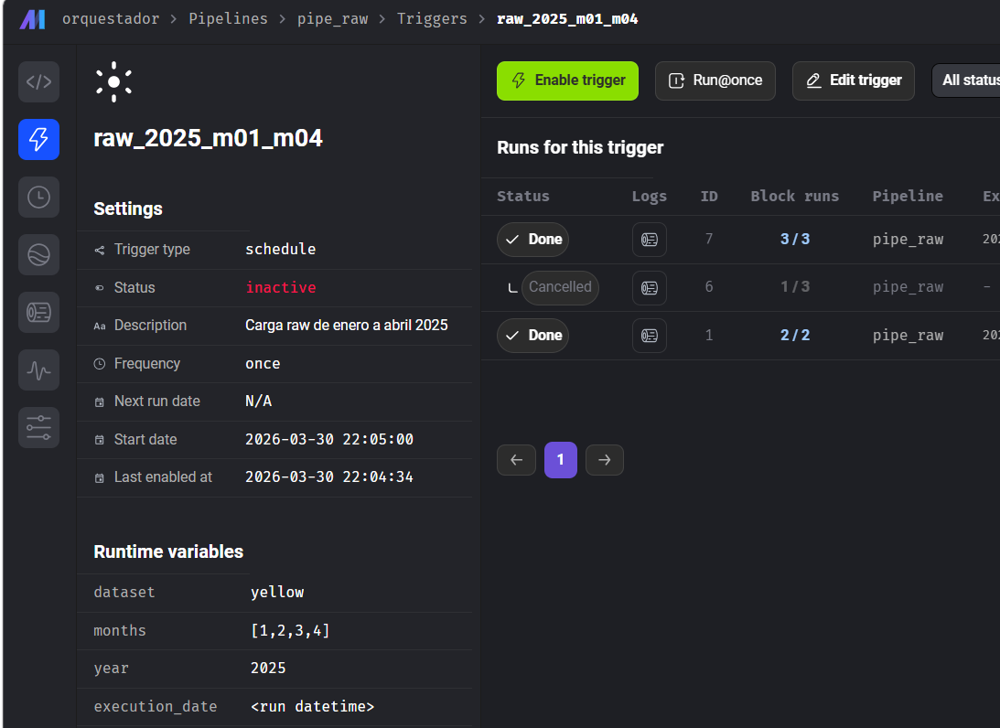 orquestador > Pipelines > pipe_raw > Triggers > raw_2025_m01_m04
Enable trigger
Run@once
Edit trigger
All status
raw_2025_m01_m04
Settings
Trigger type schedule
Status inactive
Description Carga raw de enero a abril 2025
Frequency once
Next run date N/A
Start date 2026-03-30 22:05:00
Last enabled at 2026-03-30 22:04:34
Runtime variables
dataset yellow
months [1,2,3,4]
year 2025
execution_date <run datetime>
Runs for this trigger
Status Logs ID Block runs Pipeline Ex
Done 7 3/3 pipe_raw 202
Cancelled 6 1/3 pipe_raw -
Done 1 2/2 pipe_raw 202
1